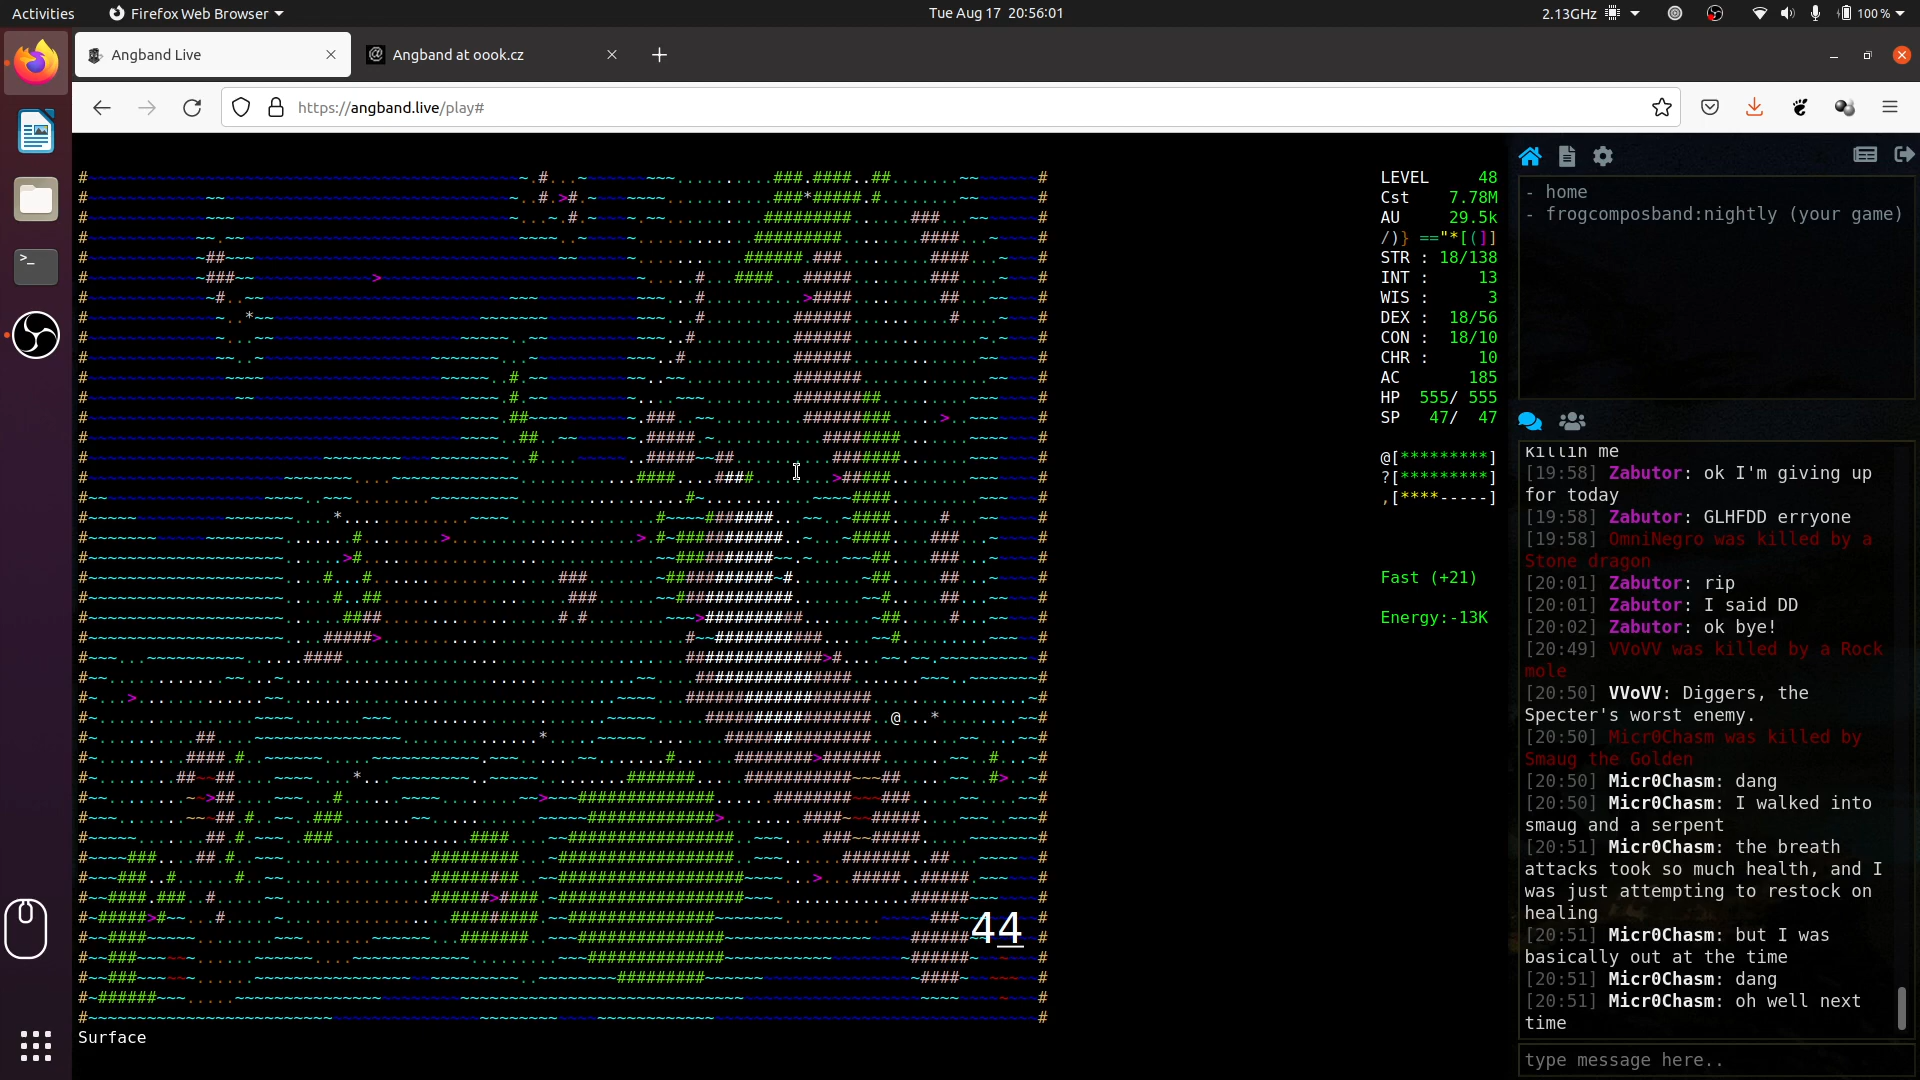 Activities
Firefox Web Browser
Tue Aug 17 20:56:01
2.13GHz
100 %
Angband Live
Angband at oook.cz
https://angband.live/play#
LEVEL 48
Cst 7.78M
AU 29.5k
/)} =="*[(]]
STR : 18/138
INT : 13
WIS : 3
DEX : 18/56
CON : 18/10
CHR : 10
AC 185
HP 555/ 555
SP 47/ 47
@[*********]
?[*********]
,[****-----]
Fast (+21)
Energy:-13K
44
Surface
- home
- frogcomposband:nightly (your game)
killin me
[19:58] Zabutor: ok I'm giving up
for today
[19:58] Zabutor: GLHFDD erryone
[19:58] OmniNegro was killed by a
Stone dragon
[20:01] Zabutor: rip
[20:01] Zabutor: I said DD
[20:02] Zabutor: ok bye!
[20:49] VVoVV was killed by a Rock
mole
[20:50] VVoVV: Diggers, the
Specter's worst enemy.
[20:50] Micr0Chasm was killed by
Smaug the Golden
[20:50] Micr0Chasm: dang
[20:50] Micr0Chasm: I walked into
smaug and a serpent
[20:51] Micr0Chasm: the breath
attacks took so much health, and I
was just attempting to restock on
healing
[20:51] Micr0Chasm: but I was
basically out at the time
[20:51] Micr0Chasm: dang
[20:51] Micr0Chasm: oh well next
time
type message here..